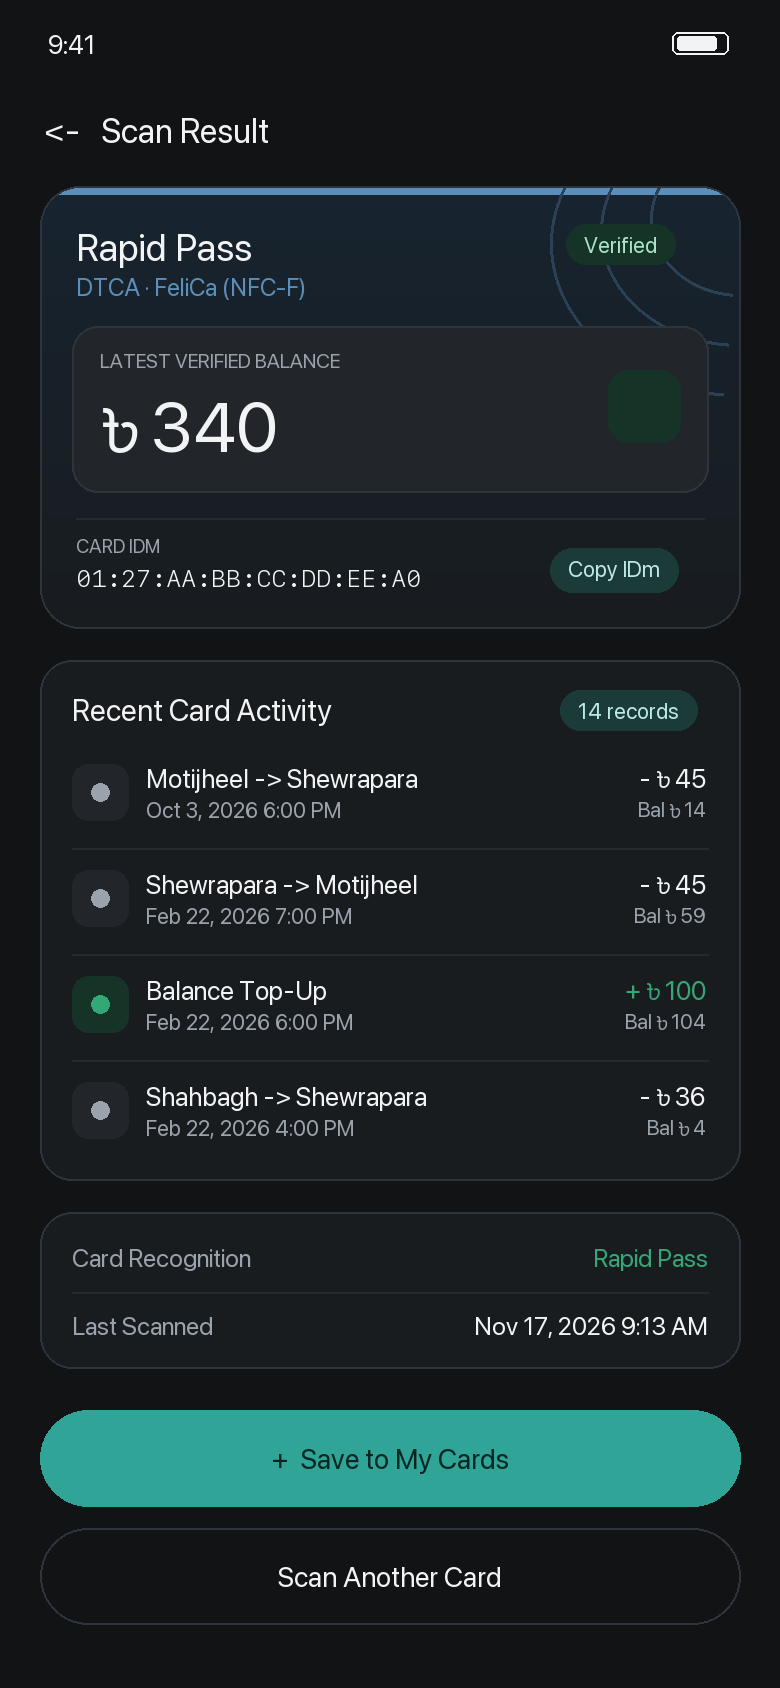 9:41
<- Scan Result
Rapid Pass
Verified
DTCA · FeliCa (NFC-F)
LATEST VERIFIED BALANCE
৳ 340
CARD IDM
01:27:AA:BB:CC:DD:EE:A0
Copy IDm
Recent Card Activity
14 records
Motijheel -> Shewrapara
- ৳ 45
Oct 3, 2026 6:00 PM
Bal ৳ 14
Shewrapara -> Motijheel
- ৳ 45
Feb 22, 2026 7:00 PM
Bal ৳ 59
Balance Top-Up
+ ৳ 100
Feb 22, 2026 6:00 PM
Bal ৳ 104
Shahbagh -> Shewrapara
- ৳ 36
Feb 22, 2026 4:00 PM
Bal ৳ 4
Card Recognition
Rapid Pass
Last Scanned
Nov 17, 2026 9:13 AM
+ Save to My Cards
Scan Another Card